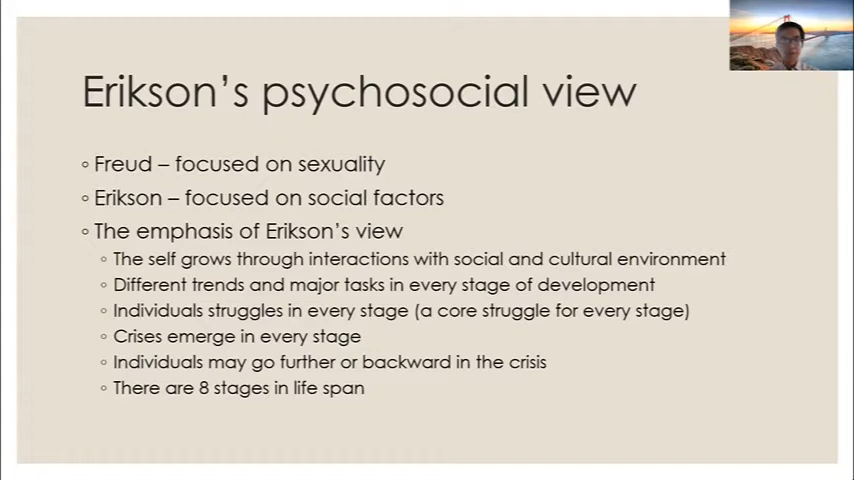 Erikson's psychosocial view
◦ Freud – focused on sexuality
◦ Erikson – focused on social factors
◦ The emphasis of Erikson's view
◦ The self grows through interactions with social and cultural environment
◦ Different trends and major tasks in every stage of development
◦ Individuals struggles in every stage (a core struggle for every stage)
◦ Crises emerge in every stage
◦ Individuals may go further or backward in the crisis
◦ There are 8 stages in life span